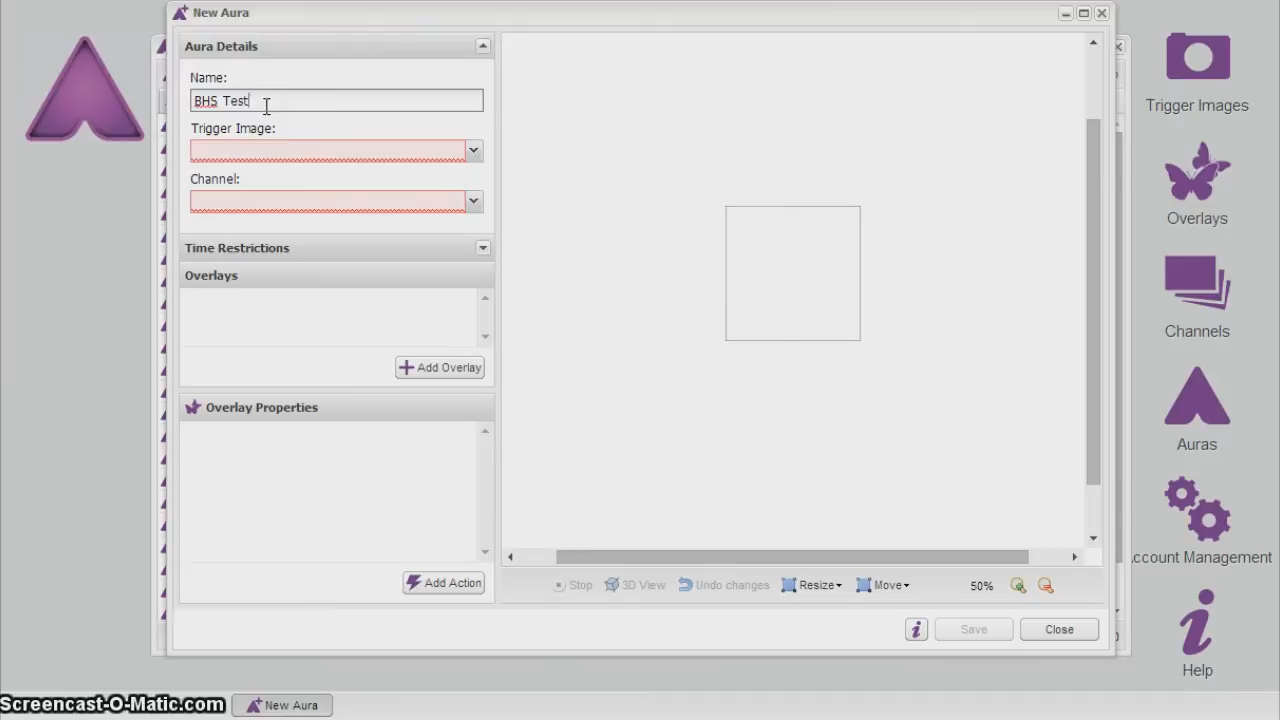 New Aura
Aura Details
Name:
BHS Test
Trigger Image:
Channel:
Time Restrictions
Overlays
Add Overlay
Overlay Properties
Add Action
Stop
3D View
Undo changes
Resize
Move
50%
Save
Close
Trigger Images
Overlays
Channels
Auras
ccount Management
Help
Screencast-O-Matic.com
New Aura